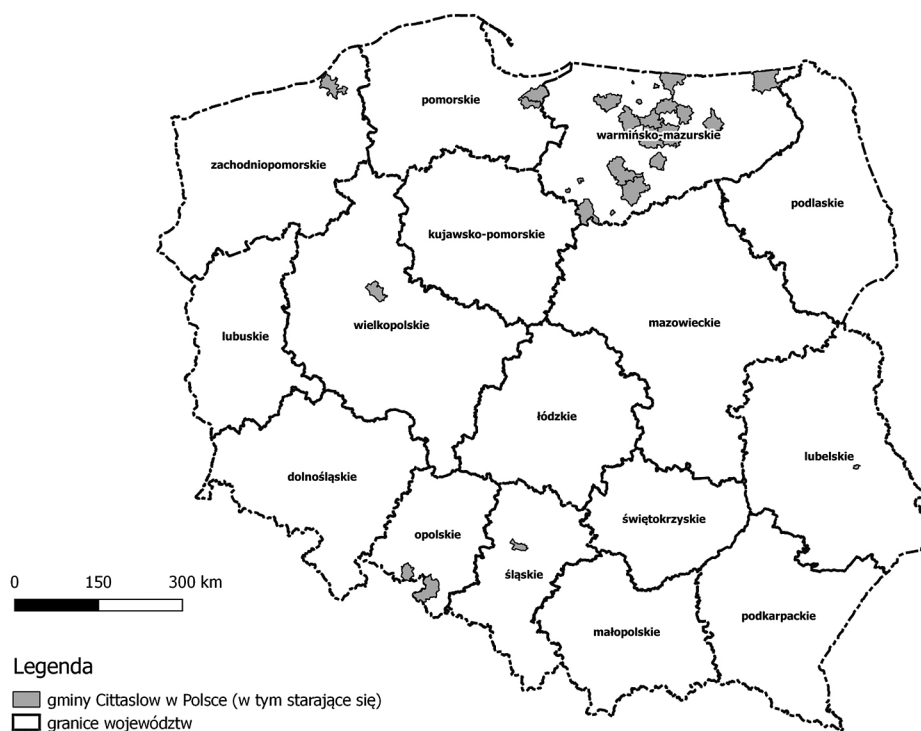 pomorskie
warmińsko-mazurskie
zachodniopomorskie
podlaskie
kujawsko-pomorskie
mazowieckie
wielkopolskie
lubuskie
łódzkie
lubelskie
dolnośląskie
świętokrzyskie
opolskie
śląskie
podkarpackie
małopolskie
0 150 300 km
Legenda
gminy Cittaslow w Polsce (w tym starające się)
granice województw